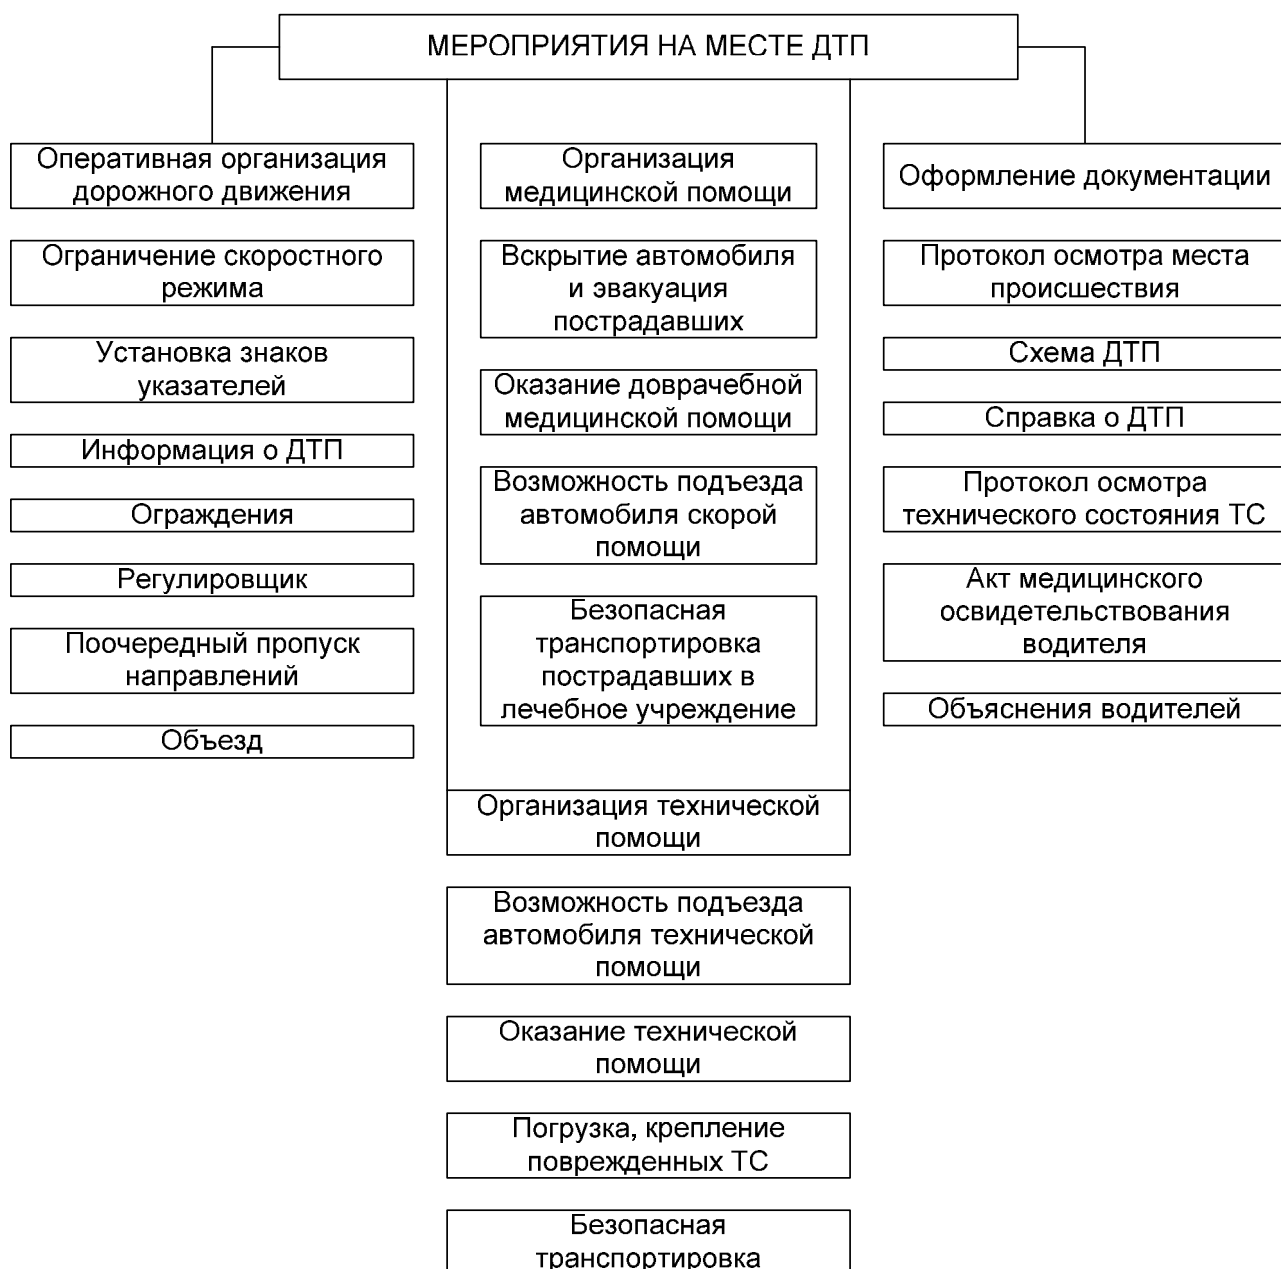 МЕРОПРИЯТИЯ НА МЕСТЕ ДТП
Оперативная организация
дорожного движения
Ограничение скоростного
режима
Установка знаков
указателей
Информация о ДТП
Ограждения
Регулировщик
Поочередный пропуск
направлений
Объезд
Организация
медицинской помощи
Вскрытие автомобиля
и эвакуация
пострадавших
Оказание доврачебной
медицинской помощи
Возможность подъезда
автомобиля скорой
помощи
Безопасная
транспортировка
пострадавших в
лечебное учреждение
Организация технической
помощи
Возможность подъезда
автомобиля технической
помощи
Оказание технической
помощи
Погрузка, крепление
поврежденных ТС
Безопасная
транспортировка
Оформление документации
Протокол осмотра места
происшествия
Схема ДТП
Справка о ДТП
Протокол осмотра
технического состояния ТС
Акт медицинского
освидетельствования
водителя
Объяснения водителей